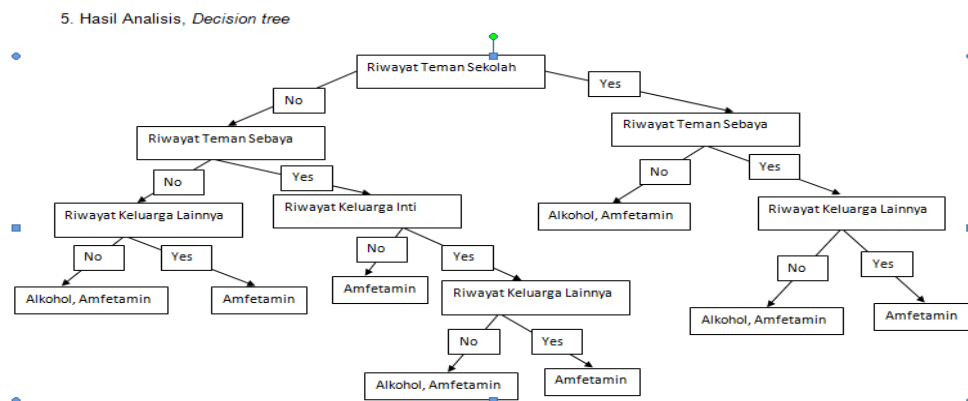 5. Hasil Analisis, Decision tree
Riwayat Teman Sekolah
No
Yes
Riwayat Teman Sebaya
Riwayat Teman Sebaya
No
Yes
No
Yes
Riwayat Keluarga Lainnya
Riwayat Keluarga Inti
Alkohol, Amfetamin
Riwayat Keluarga Lainnya
No
Yes
No
Yes
No
Yes
Alkohol, Amfetamin
Amfetamin
Amfetamin
Riwayat Keluarga Lainnya
Alkohol, Amfetamin
Amfetamin
No
Yes
Alkohol, Amfetamin
Amfetamin